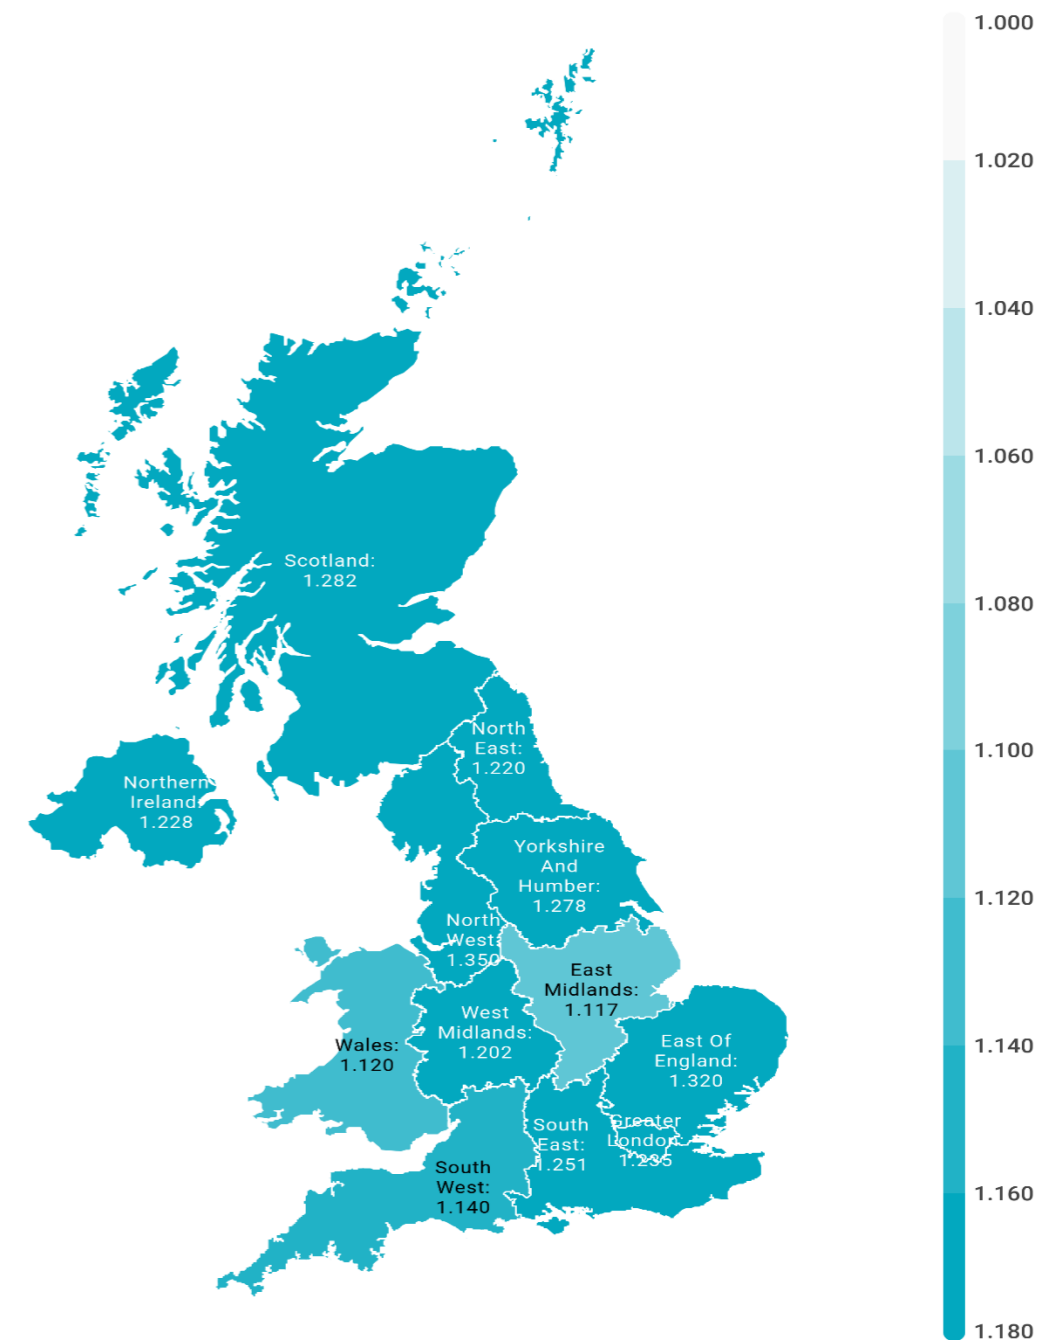 1.000
1.020
1.040
1.060
1.080
1.100
1.120
1.140
1.160
1.180
Scotland:
1.282
North
East:
1.220
Northern
Ireland:
1.228
Yorkshire
And
Humber:
1.278
North
West:
1.350
East
Midlands:
1.117
West
Midlands:
1.202
Wales:
1.120
East Of
England:
1.320
Greater
London:
1.235
South
East:
1.251
South
West:
1.140